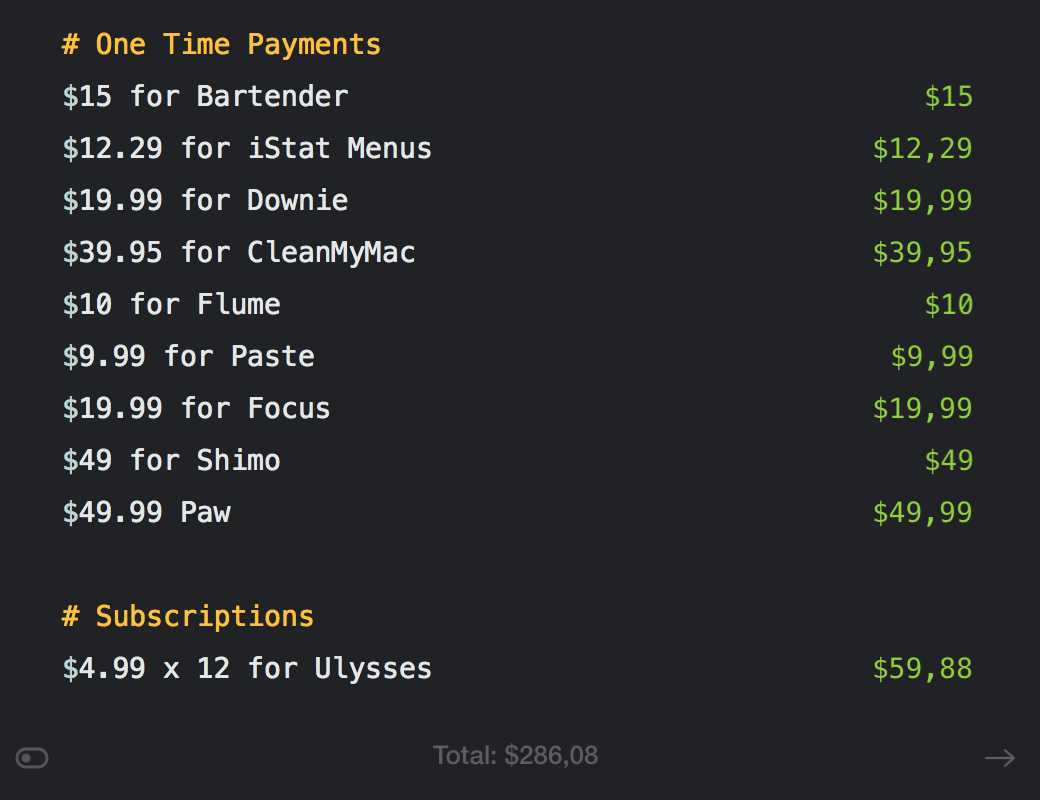 # One Time Payments
$15 for Bartender $15
$12.29 for iStat Menus $12,29
$19.99 for Downie $19,99
$39.95 for CleanMyMac $39,95
$10 for Flume $10
$9.99 for Paste $9,99
$19.99 for Focus $19,99
$49 for Shimo $49
$49.99 Paw $49,99
# Subscriptions
$4.99 x 12 for Ulysses $59,88
Total: $286,08